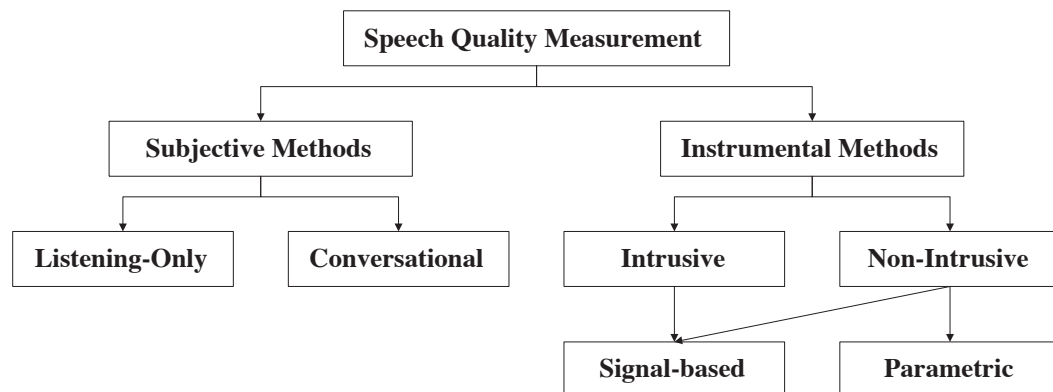 Speech Quality Measurement
Subjective Methods
Instrumental Methods
Listening-Only
Conversational
Intrusive
Non-Intrusive
Signal-based
Parametric